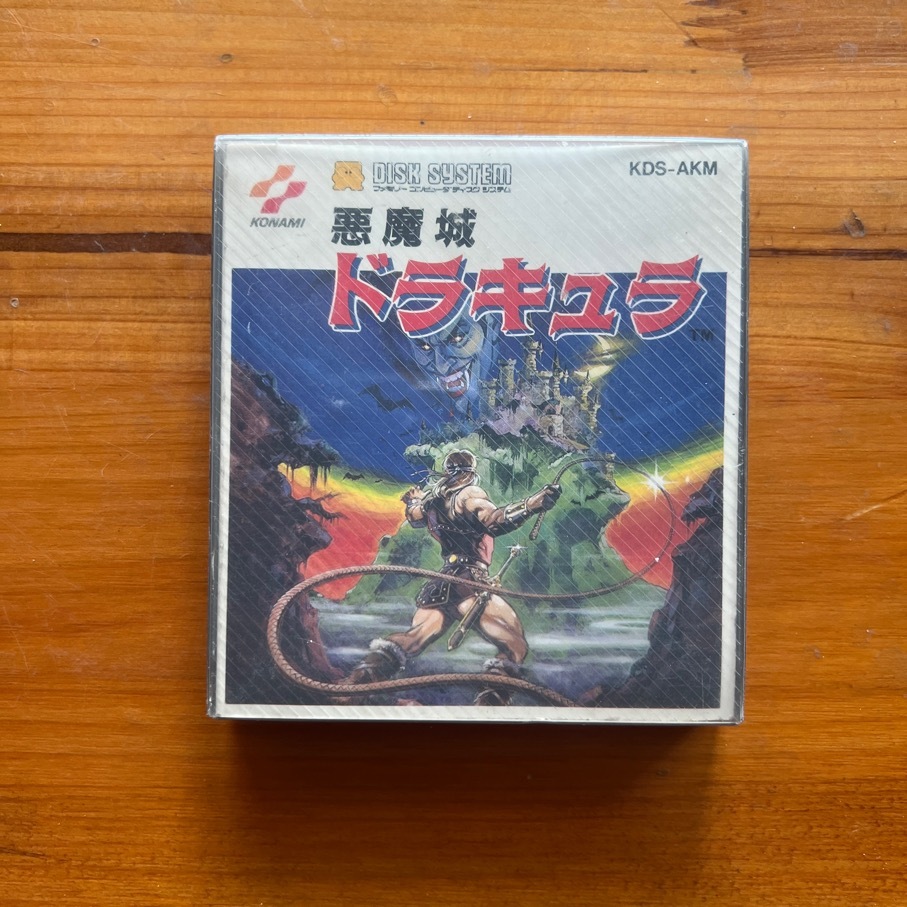 KONAMI
DISK SYSTEM
ファミリーコンピュータ ディスク システム
KDS-AKM
悪魔城
ドラキュラ
TM